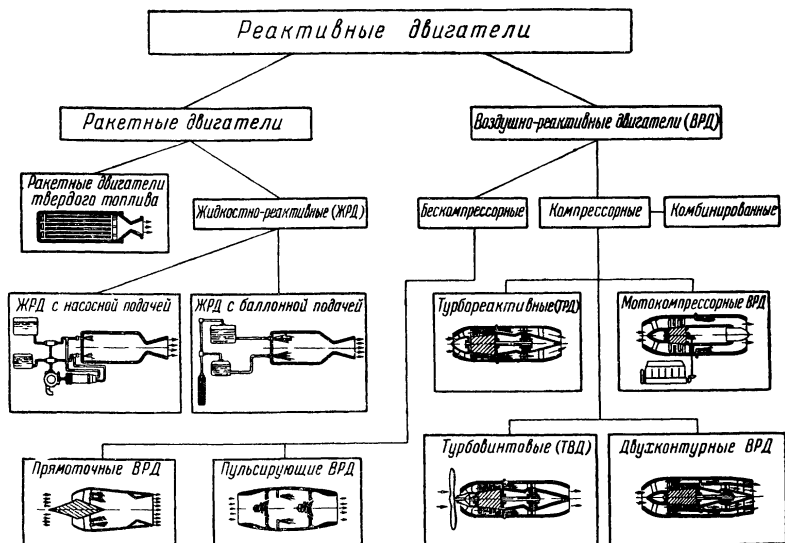 Реактивные двигатели
Ракетные двигатели
Воздушно-реактивные двигатели (ВРД)
Ракетные двигатели
твердого топлива
Жидкостно-реактивные (ЖРД)
Бескомпрессорные
Компрессорные
Комбинированные
ЖРД с насосной подачей
ЖРД с баллонной подачей
Турбореактивные (ТРД)
Мотокомпрессорные ВРД
Прямоточные ВРД
Пульсирующие ВРД
Турбовинтовые (ТВД)
Двухконтурные ВРД